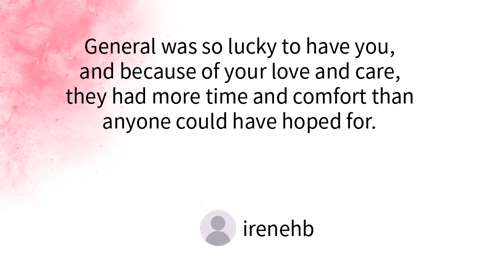 General was so lucky to have you,
and because of your love and care,
they had more time and comfort than
anyone could have hoped for.
irenehb